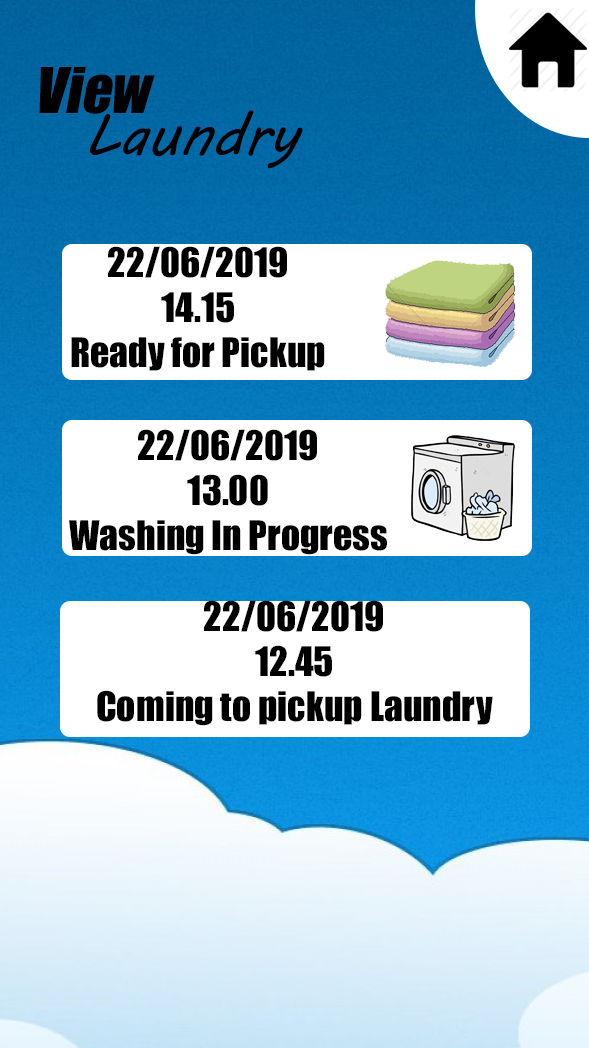 View
Laundry
22/06/2019
14.15
Ready for Pickup
22/06/2019
13.00
Washing In Progress
22/06/2019
12.45
Coming to pickup Laundry